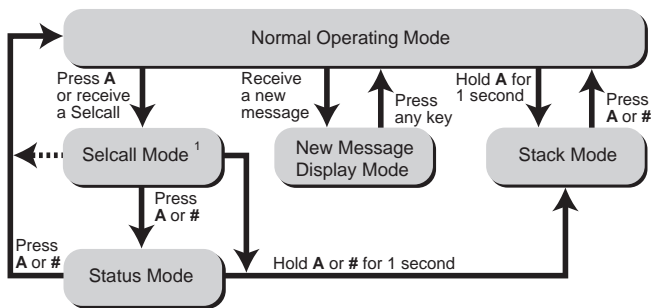 Normal Operating Mode
Press A
or receive
a Selcall
Receive
a new
message
Press
any key
Hold A for
1 second
Press
A or #
Selcall Mode 1
New Message
Display Mode
Stack Mode
Press
A or #
Press
A or #
Status Mode
Hold A or # for 1 second